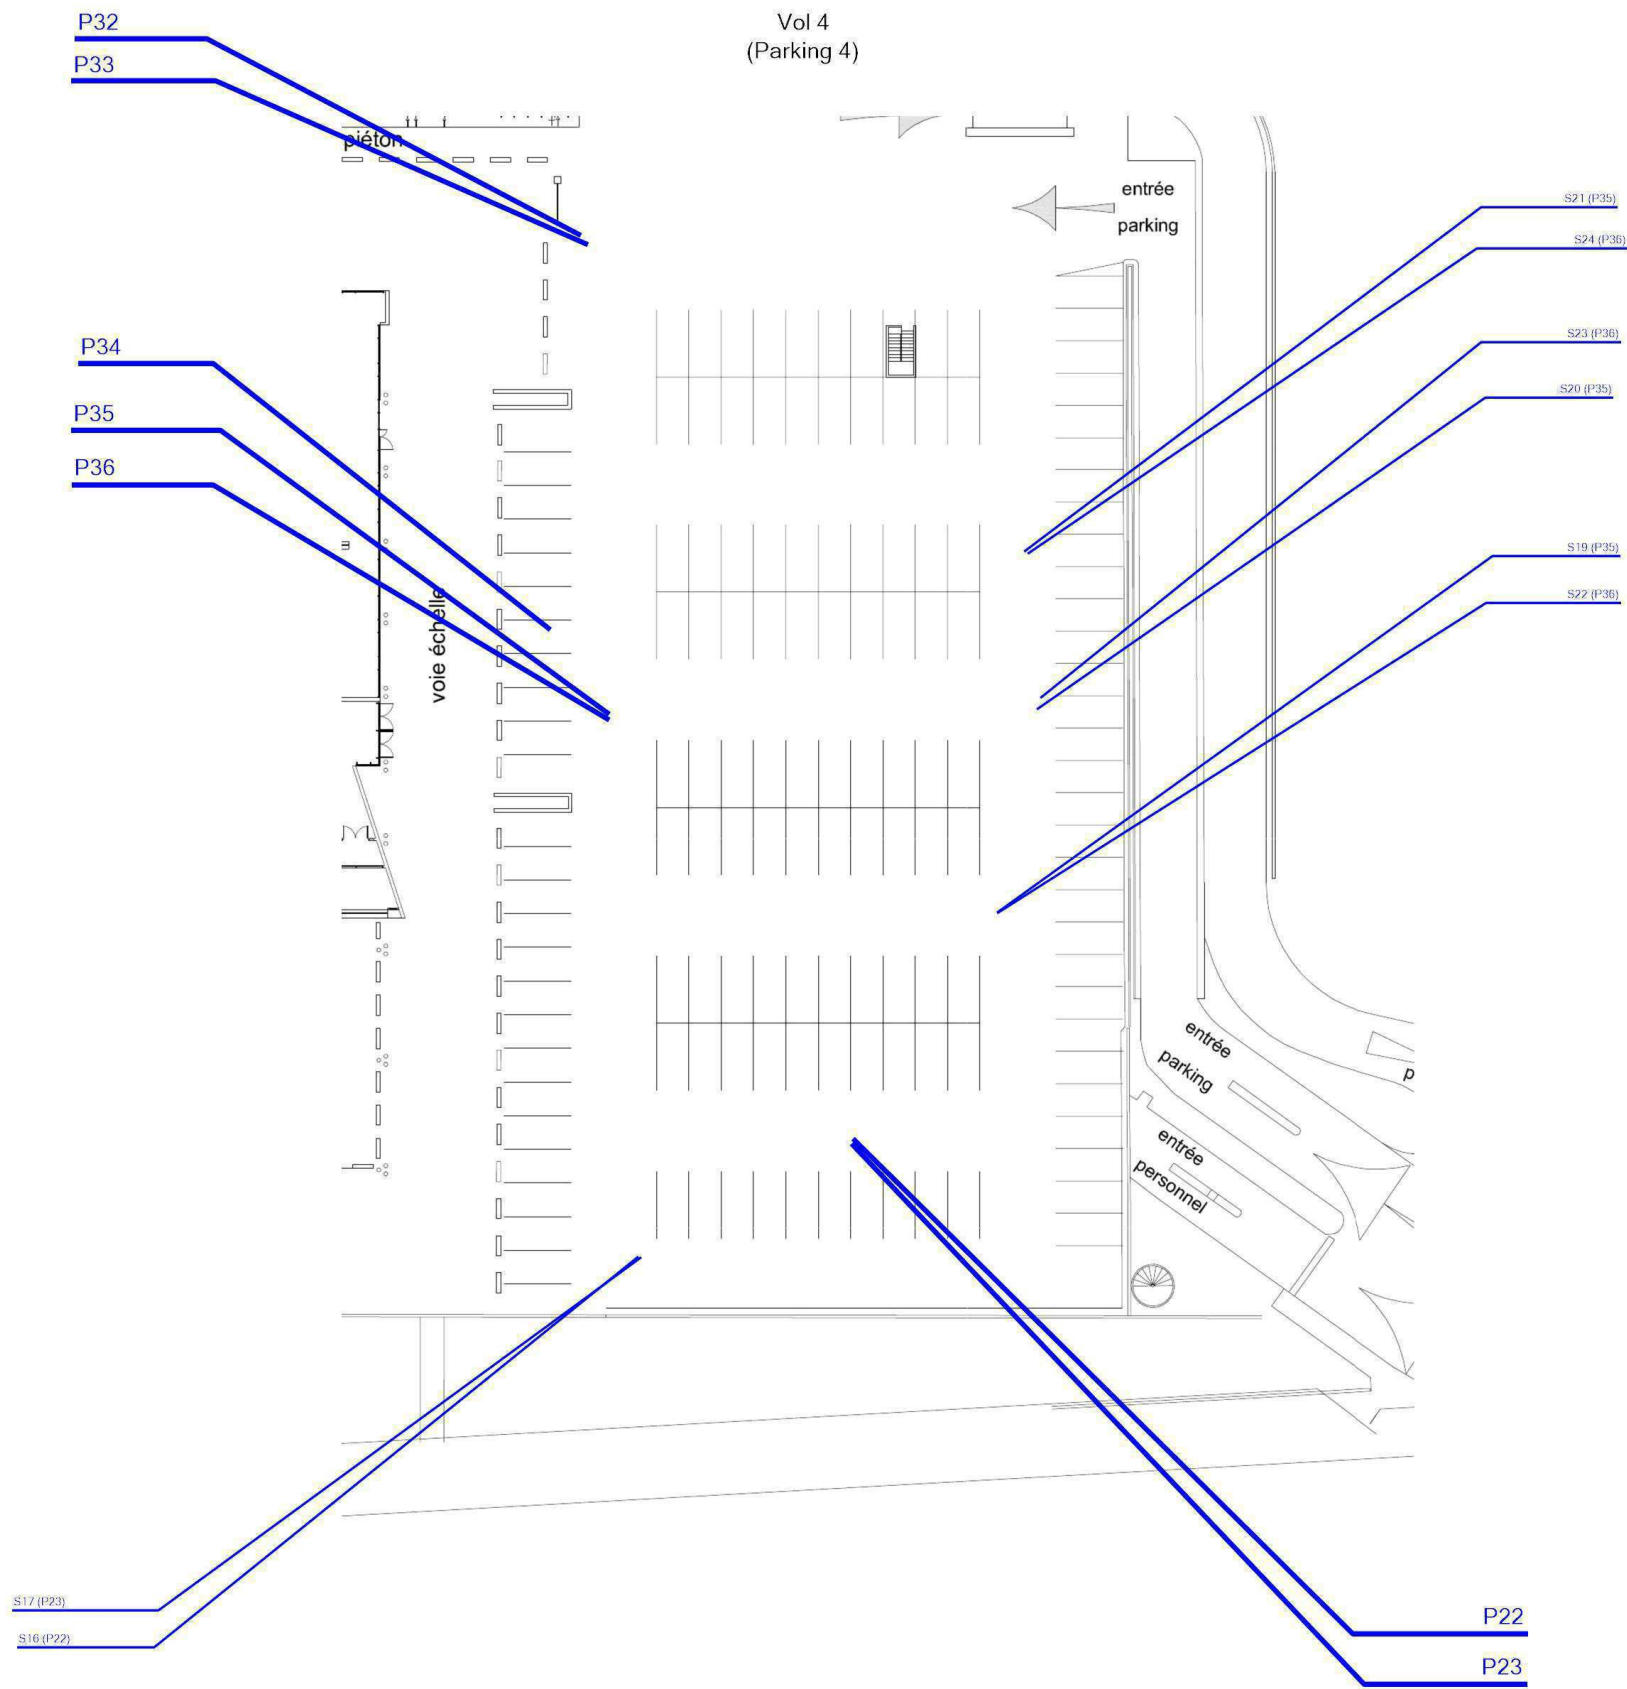 Vol 4
(Parking 4)
P32
P33
piéton
entrée
parking
S21 (P35)
S24 (P36)
S23 (P36)
P34
S20 (P35)
P35
P36
S19 (P35)
S22 (P36)
voie échelle
entrée
parking
p
entrée
personnel
S17 (P23)
P22
S16 (P22)
P23